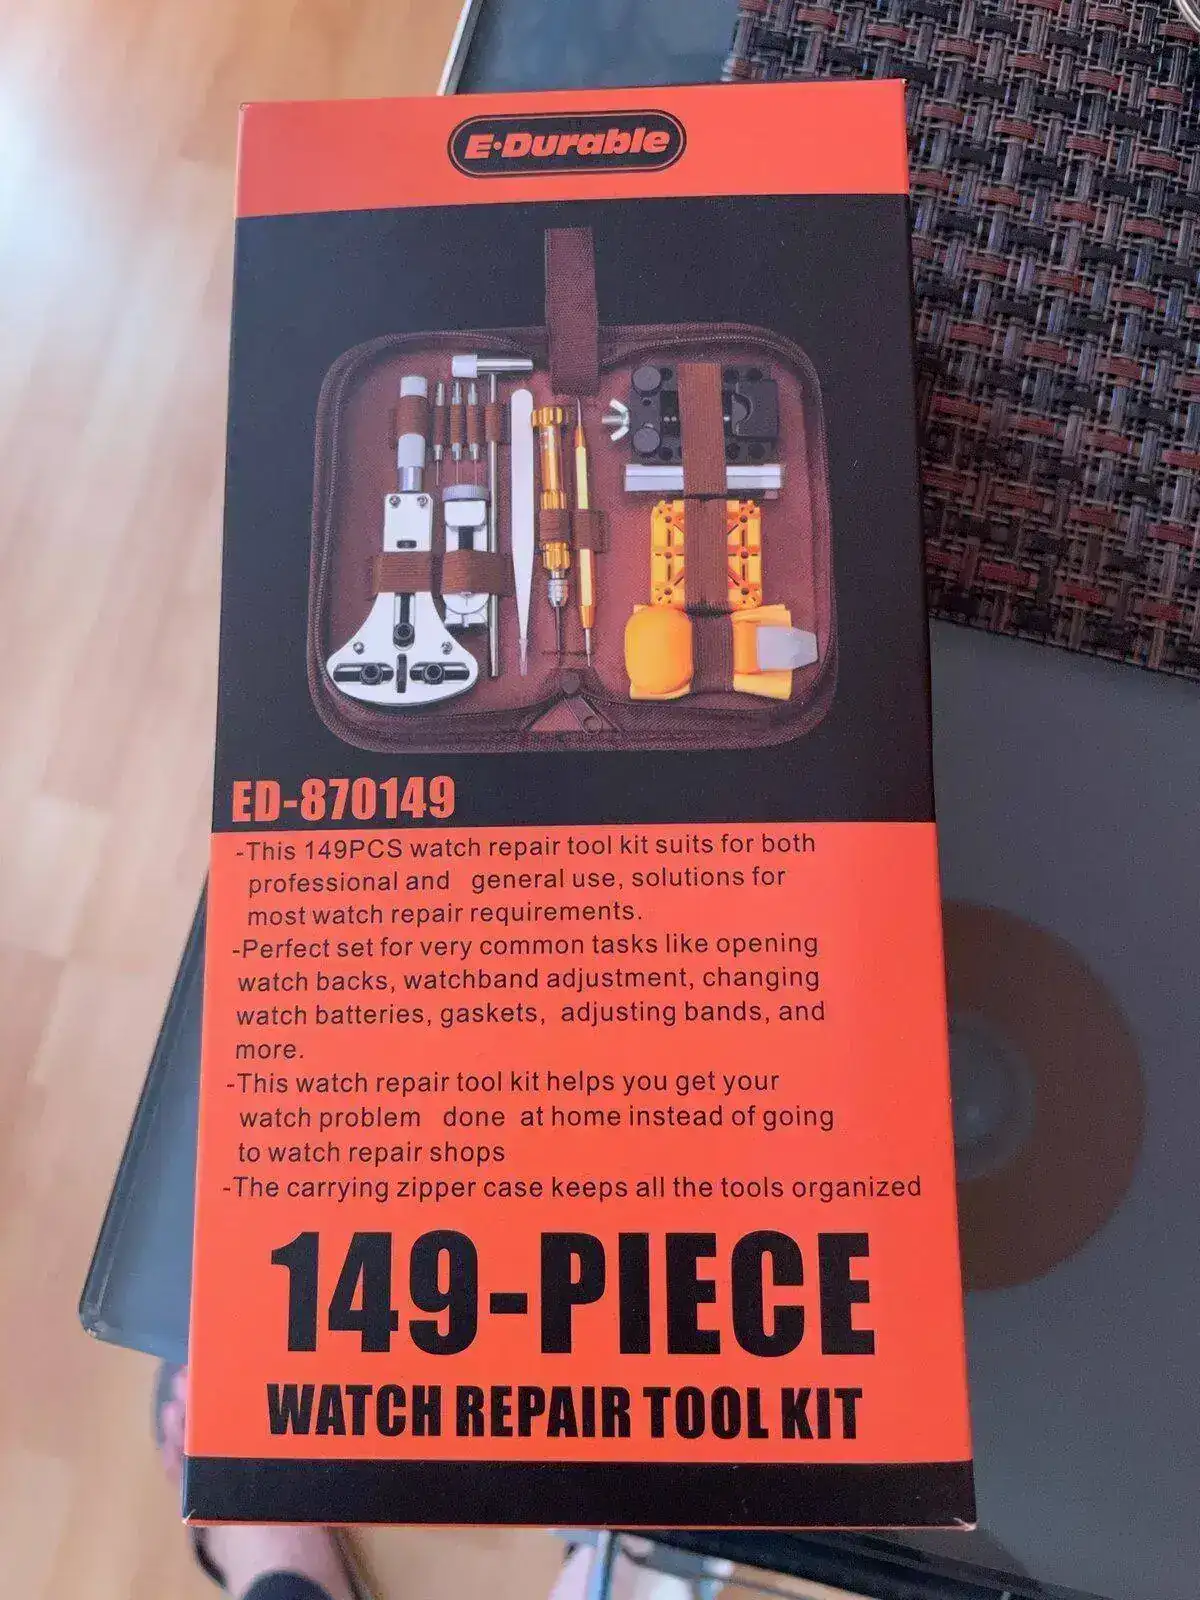 E·Durable
ED-870149
-This 149PCS watch repair tool kit suits for both
professional and general use, solutions for
most watch repair requirements.
-Perfect set for very common tasks like opening
watch backs, watchband adjustment, changing
watch batteries, gaskets, adjusting bands, and
more.
-This watch repair tool kit helps you get your
watch problem done at home instead of going
to watch repair shops
-The carrying zipper case keeps all the tools organized
149-PIECE
WATCH REPAIR TOOL KIT